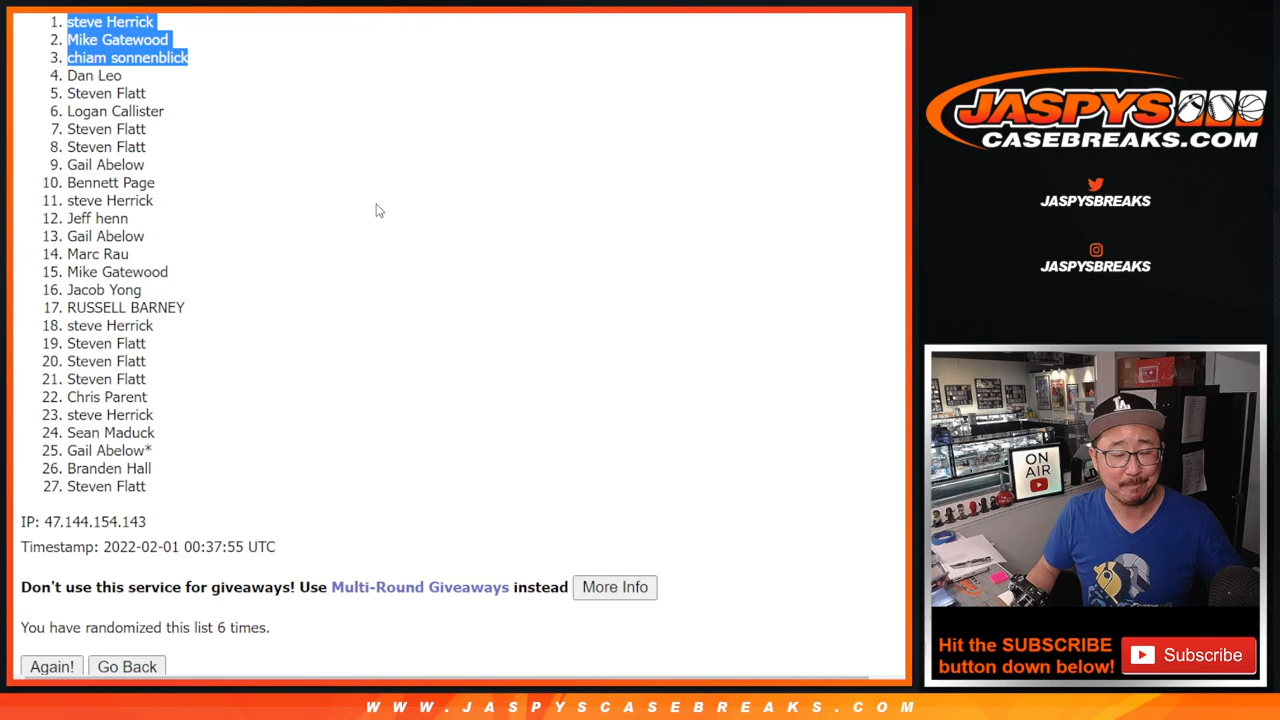 1. steve Herrick
2. Mike Gatewood
3. chiam sonnenblick
4. Dan Leo
5. Steven Flatt
6. Logan Callister
7. Steven Flatt
8. Steven Flatt
9. Gail Abelow
10. Bennett Page
11. steve Herrick
12. Jeff henn
13. Gail Abelow
14. Marc Rau
15. Mike Gatewood
16. Jacob Yong
17. RUSSELL BARNEY
18. steve Herrick
19. Steven Flatt
20. Steven Flatt
21. Steven Flatt
22. Chris Parent
23. steve Herrick
24. Sean Maduck
25. Gail Abelow*
26. Branden Hall
27. Steven Flatt
IP: 47.144.154.143
Timestamp: 2022-02-01 00:37:55 UTC
Don't use this service for giveaways! Use Multi-Round Giveaways instead More Info
You have randomized this list 6 times.
Again! Go Back
JASPYS
CASEBREAKS.COM
JASPYSBREAKS
JASPYSBREAKS
ON
AIR
LA
Hit the SUBSCRIBE
button down below!
Subscribe
WWW.JASPYSCASEBREAKS.COM